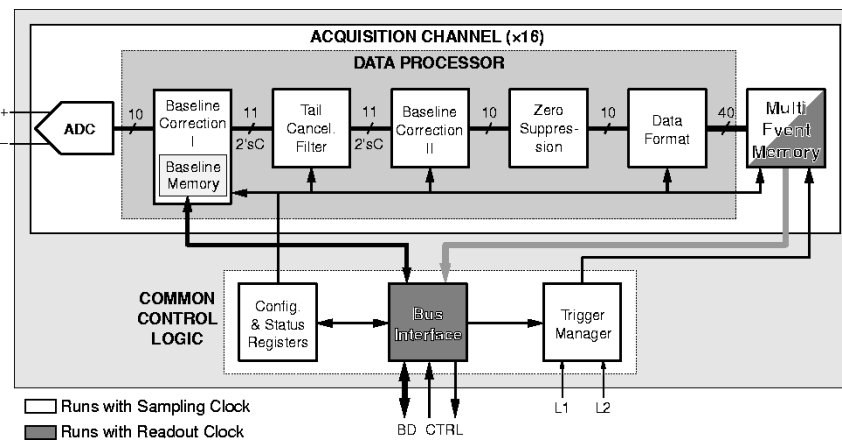 ACQUISITION CHANNEL (×16)
DATA PROCESSOR
+
−
ADC
10
Baseline
Correction
I
Baseline
Memory
11
2'sC
Tail
Cancel.
Filter
11
2'sC
Baseline
Correction
II
10
Zero
Suppres-
sion
10
Data
Format
40
Multi
Event
Memory
COMMON
CONTROL
LOGIC
Config.
& Status
Registers
Bus
Interface
Trigger
Manager
BD
CTRL
L1
L2
Runs with Sampling Clock
Runs with Readout Clock